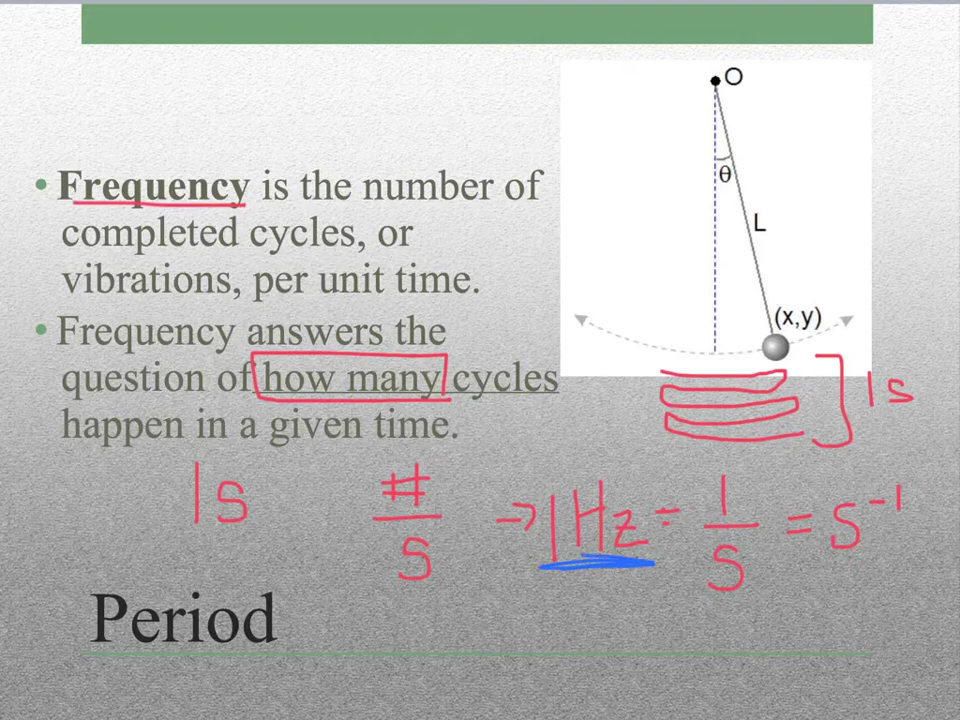 • Frequency is the number of
completed cycles, or
vibrations, per unit time.
• Frequency answers the
question of how many cycles
happen in a given time.
O
θ
L
(x,y)
1s
1s
#
s
→ 1Hz = 1/s = s⁻¹
Period